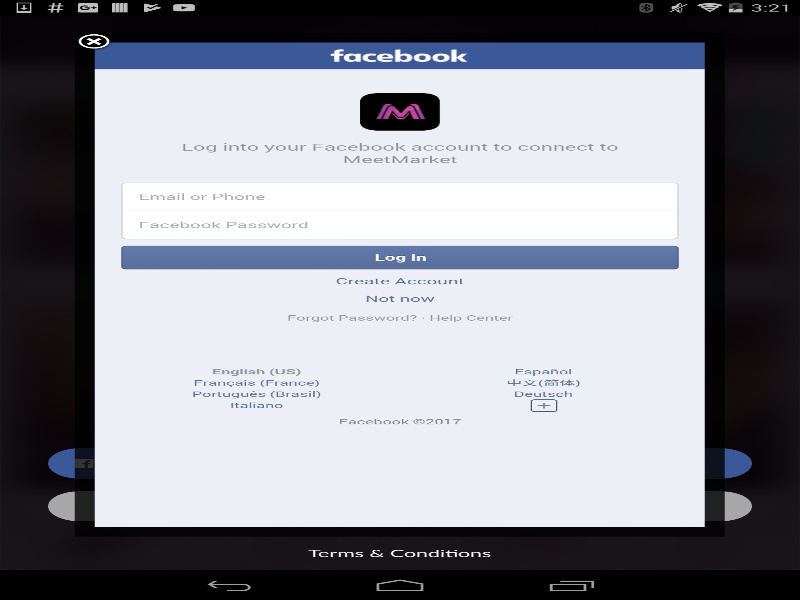 3:21
facebook
Log into your Facebook account to connect to
MeetMarket
Email or Phone
Facebook Password
Log In
Create Account
Not now
Forgot Password? · Help Center
English (US)
Español
Français (France)
中文(简体)
Português (Brasil)
Deutsch
Italiano
Facebook ©2017
Terms & Conditions